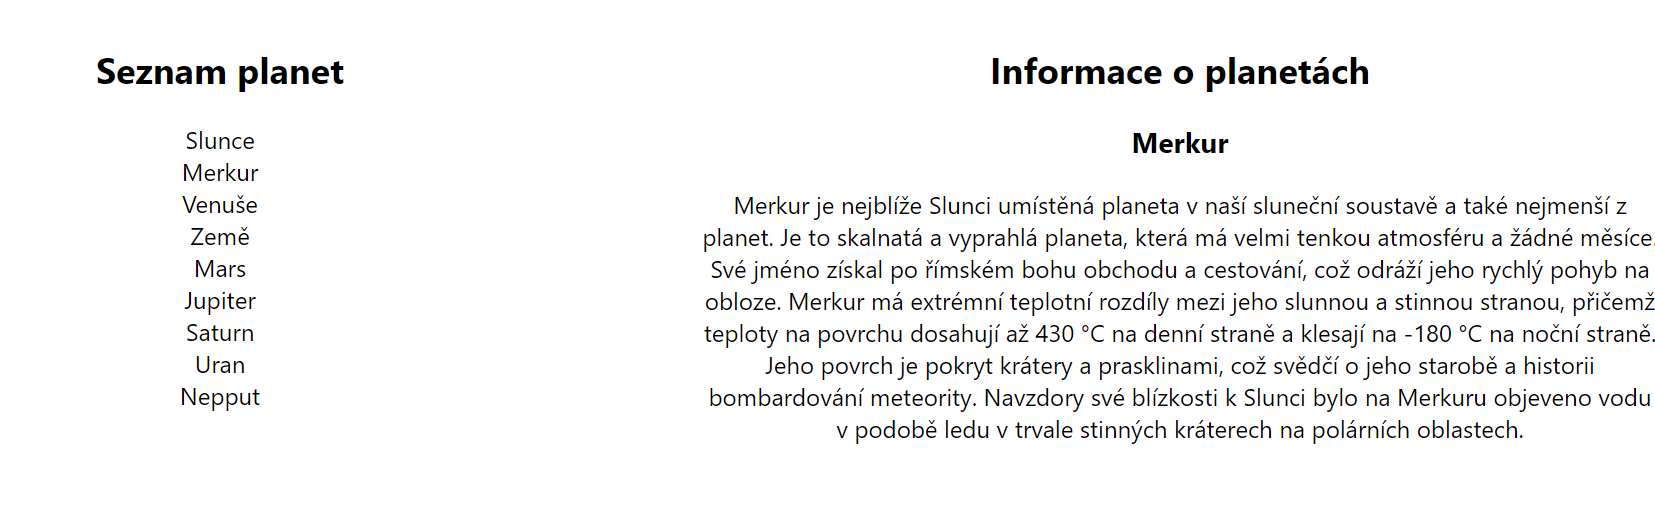 Seznam planet
Slunce
Merkur
Venuše
Země
Mars
Jupiter
Saturn
Uran
Nepput
Informace o planetách
Merkur
Merkur je nejblíže Slunci umístěná planeta v naší sluneční soustavě a také nejmenší z
planet. Je to skalnatá a vyprahlá planeta, která má velmi tenkou atmosféru a žádné měsíce.
Své jméno získal po římském bohu obchodu a cestování, což odráží jeho rychlý pohyb na
obloze. Merkur má extrémní teplotní rozdíly mezi jeho slunnou a stinnou stranou, přičemž
teploty na povrchu dosahují až 430 °C na denní straně a klesají na -180 °C na noční straně.
Jeho povrch je pokryt krátery a prasklinami, což svědčí o jeho starobě a historii
bombardování meteority. Navzdory své blízkosti k Slunci bylo na Merkuru objeveno vodu
v podobě ledu v trvale stinných kráterech na polárních oblastech.